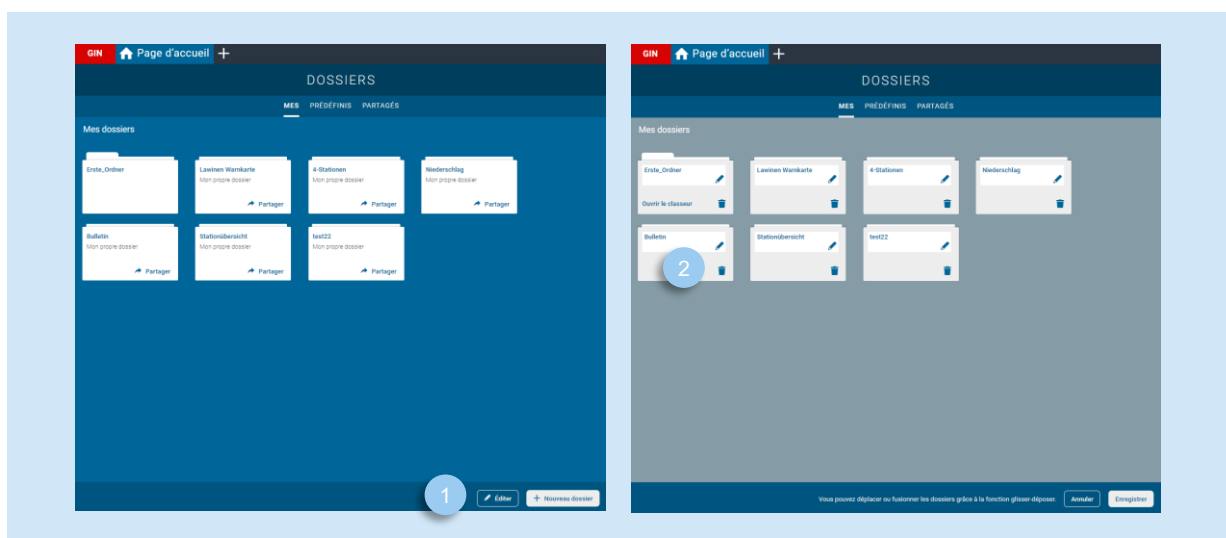 GIN Page d'accueil +
DOSSIERS
MES PRÉDÉFINIS PARTAGÉS
Mes dossiers
Erste_Ordner
Lawinen Warnkarte
Mon propre dossier
Partager
4-Stationen
Mon propre dossier
Partager
Niederschlag
Mon propre dossier
Partager
Bulletin
Mon propre dossier
Partager
Stationübersicht
Mon propre dossier
Partager
test22
Mon propre dossier
Partager
1
Éditer
+ Nouveau dossier
GIN Page d'accueil +
DOSSIERS
MES PRÉDÉFINIS PARTAGÉS
Mes dossiers
Erste_Ordner
Ouvrir le classeur
Lawinen Warnkarte
4-Stationen
Niederschlag
Bulletin
2
Stationübersicht
test22
Vous pouvez déplacer ou fusionner les dossiers grâce à la fonction glisser-déposer.
Annuler
Enregistrer